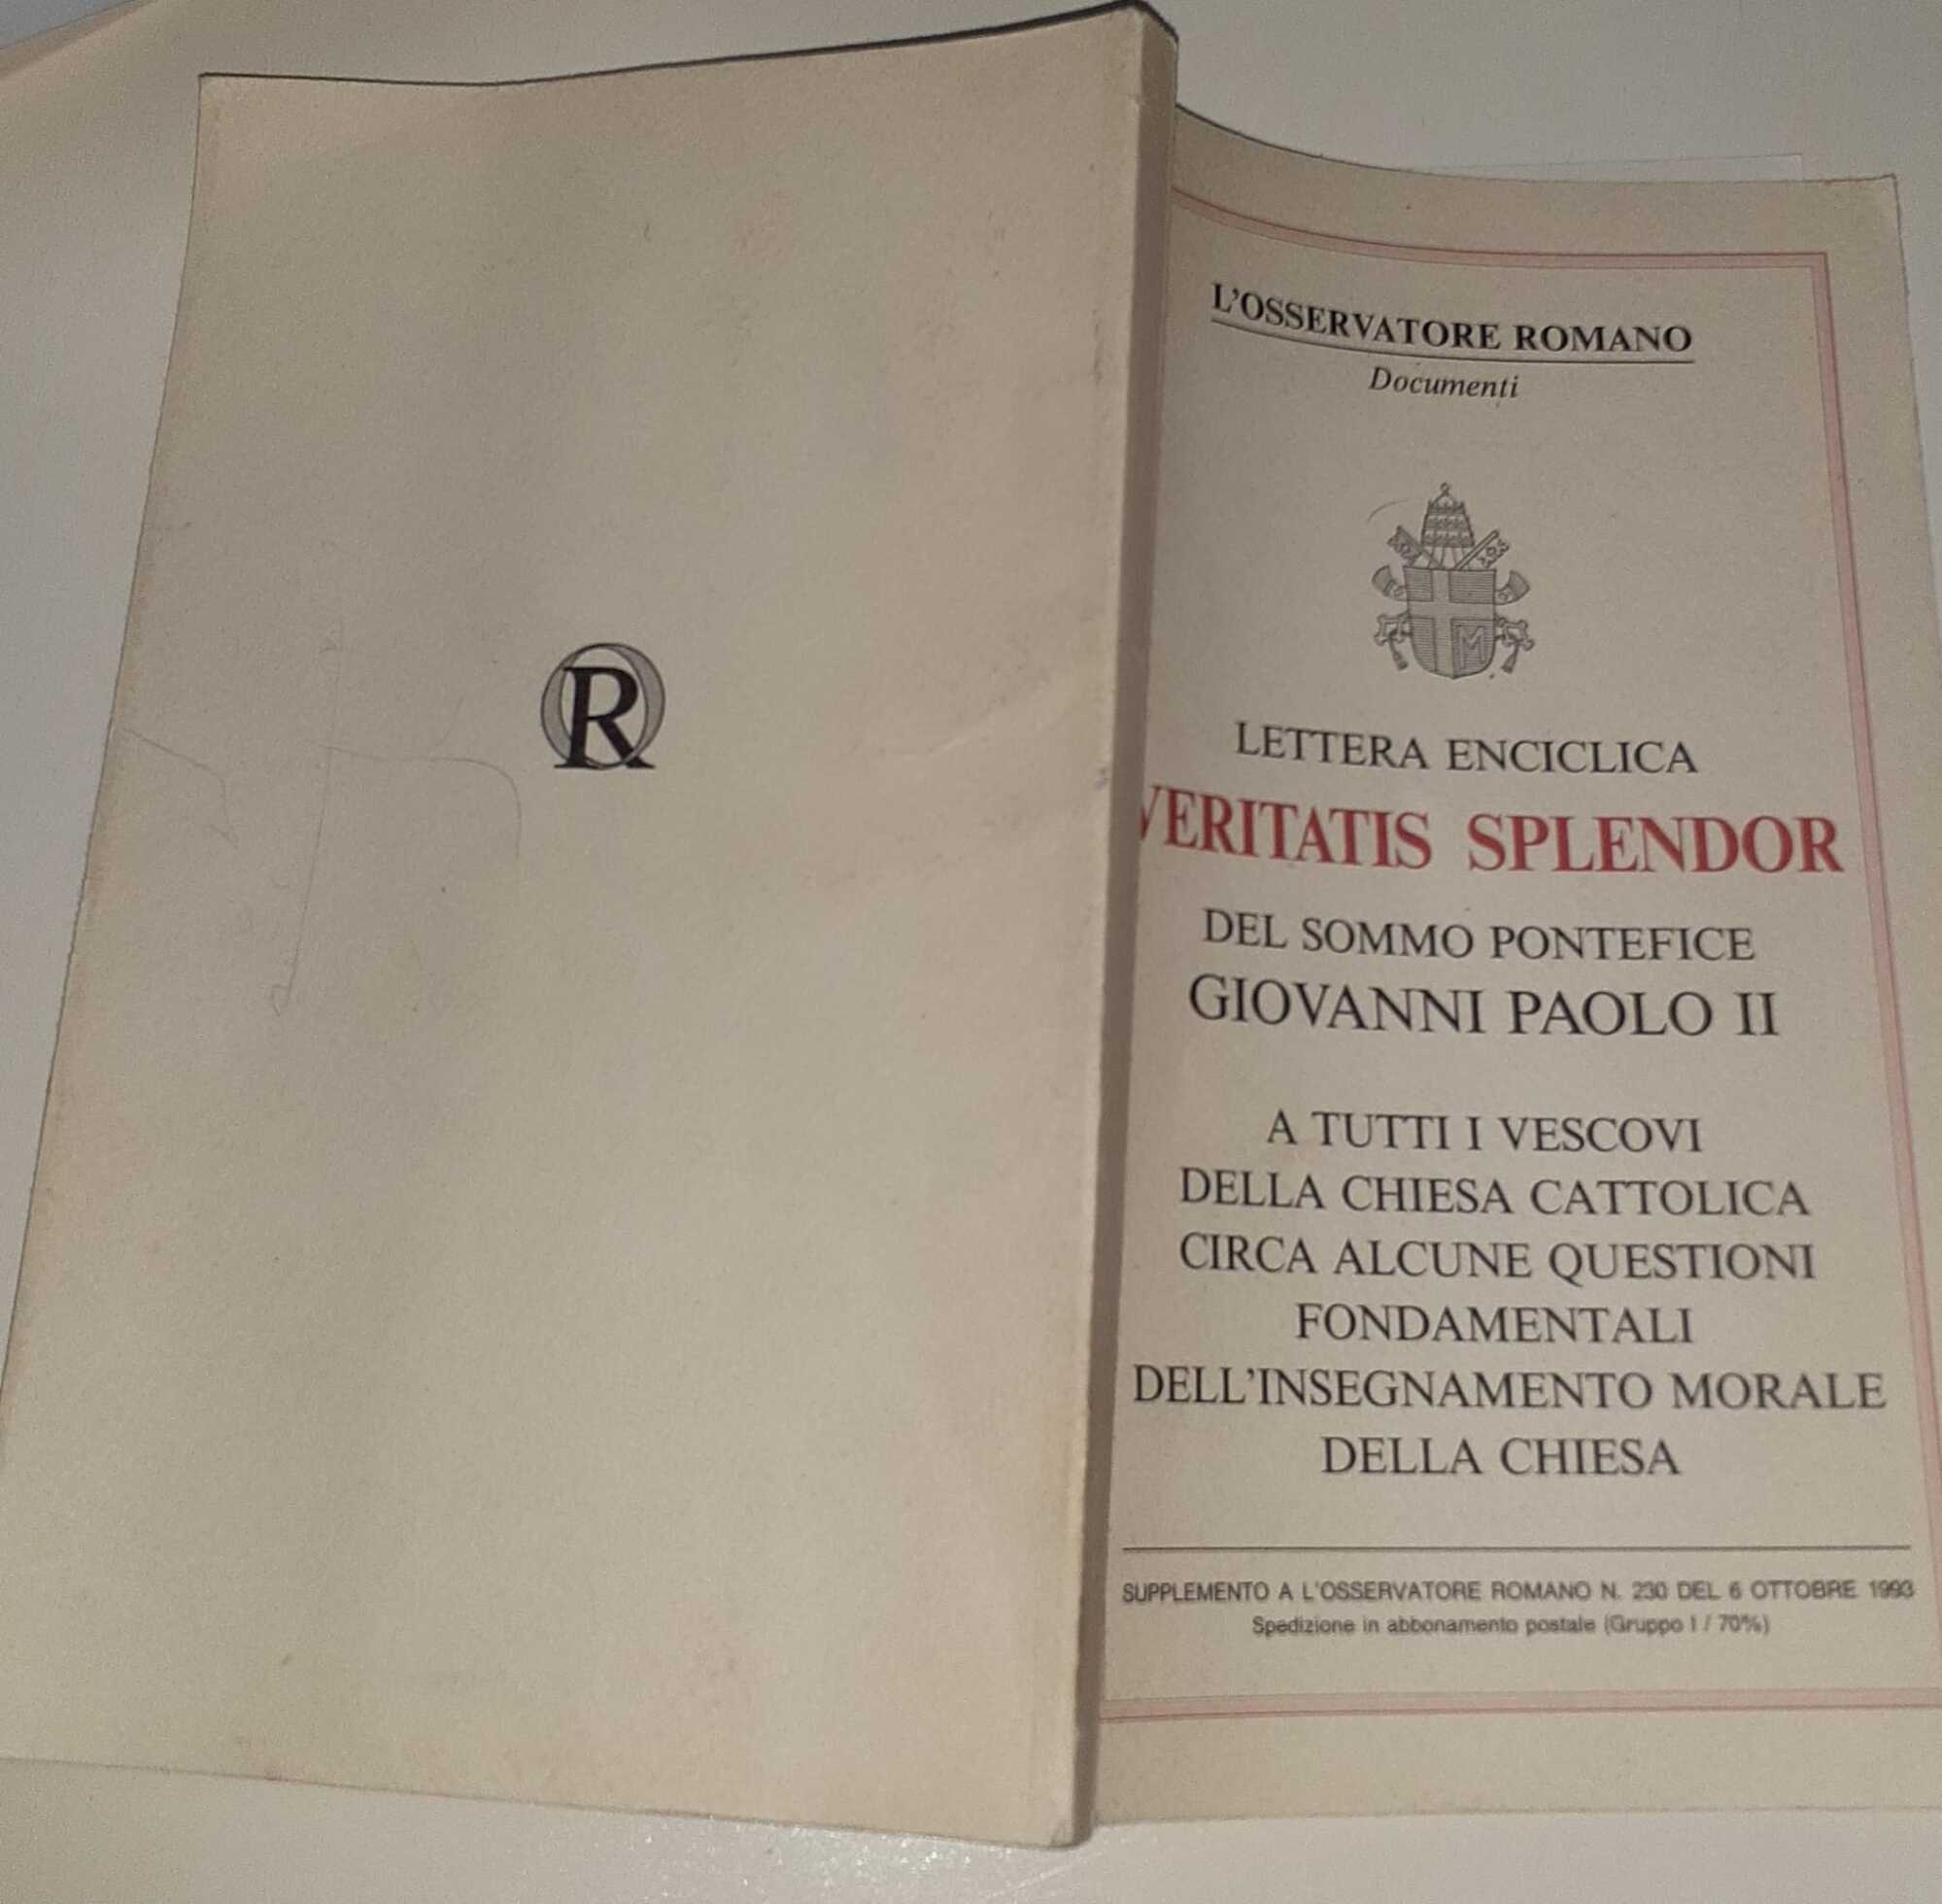 OR
L'OSSERVATORE ROMANO
Documenti
M
LETTERA ENCICLICA
VERITATIS SPLENDOR
DEL SOMMO PONTEFICE
GIOVANNI PAOLO II
A TUTTI I VESCOVI
DELLA CHIESA CATTOLICA
CIRCA ALCUNE QUESTIONI
FONDAMENTALI
DELL'INSEGNAMENTO MORALE
DELLA CHIESA
SUPPLEMENTO A L'OSSERVATORE ROMANO N. 230 DEL 6 OTTOBRE 1993
Spedizione in abbonamento postale (Gruppo I / 70%)